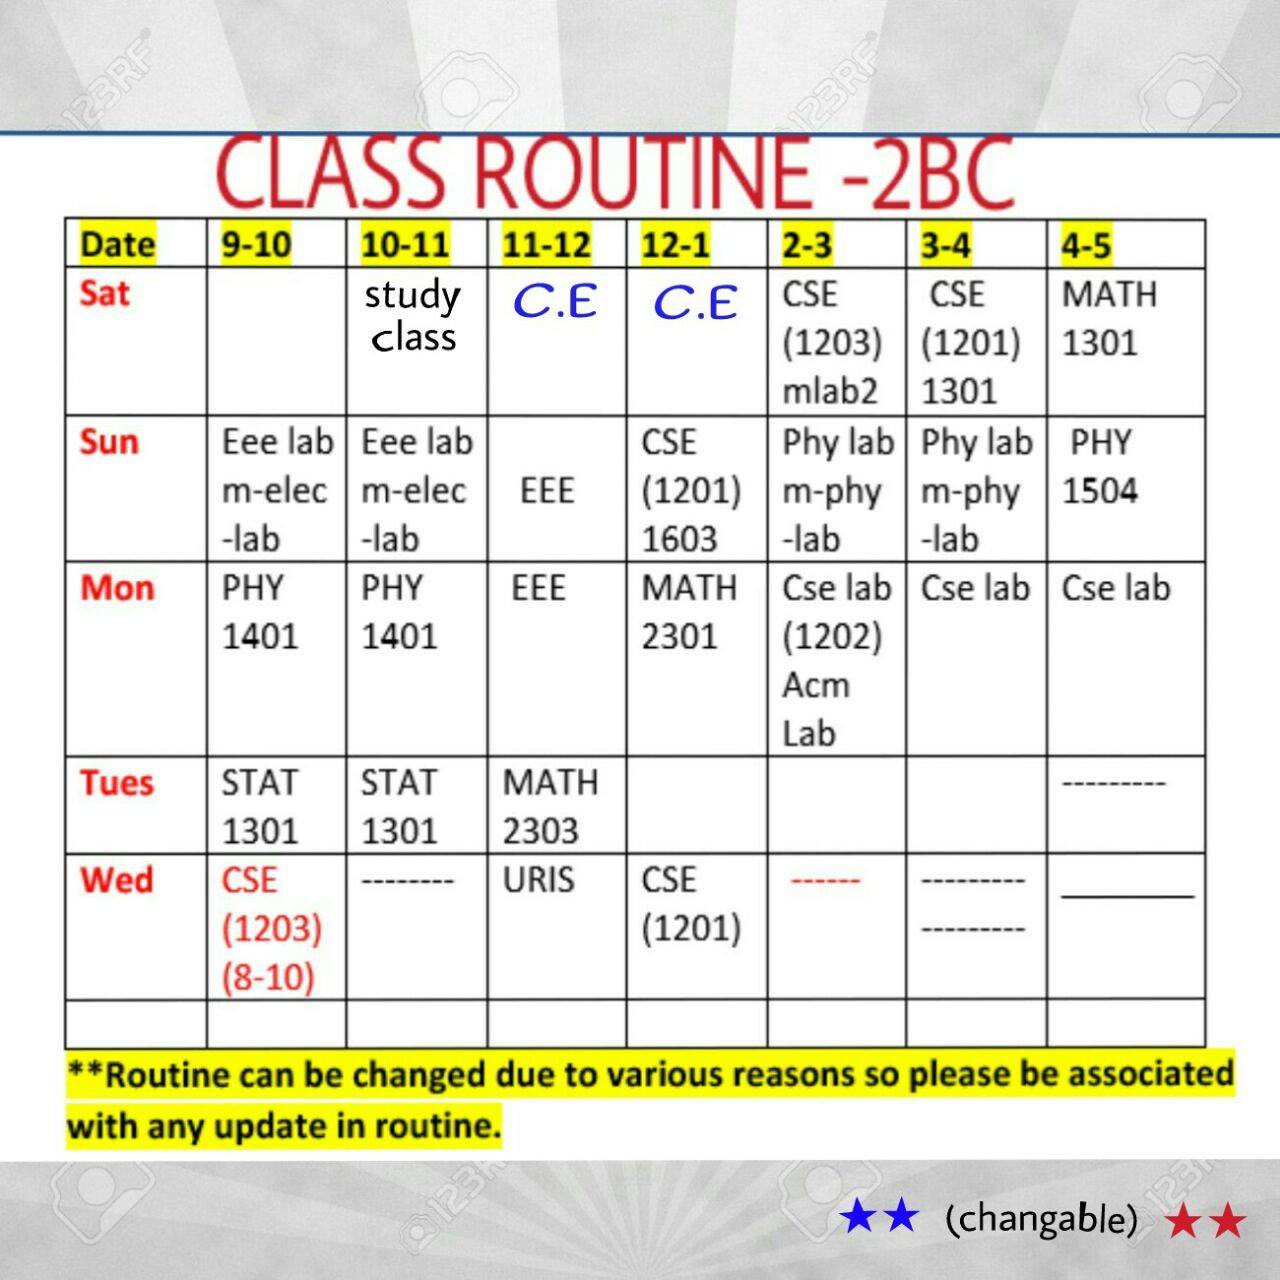 123RF
123RF
CLASS ROUTINE -2BC
Date 9-10 10-11 11-12 12-1 2-3 3-4 4-5
Sat study class C.E C.E CSE (1203) mlab2 CSE (1201) 1301 MATH 1301
Sun Eee lab m-elec -lab Eee lab m-elec -lab EEE CSE (1201) 1603 Phy lab m-phy -lab Phy lab m-phy -lab PHY 1504
Mon PHY 1401 PHY 1401 EEE MATH 2301 Cse lab (1202) Acm Lab Cse lab Cse lab
Tues STAT 1301 STAT 1301 MATH 2303 ---------
Wed CSE (1203) (8-10) -------- URIS CSE (1201) ------ --------- ---------
**Routine can be changed due to various reasons so please be associated
with any update in routine.
123RF
123RF
★★ (changable) ★★